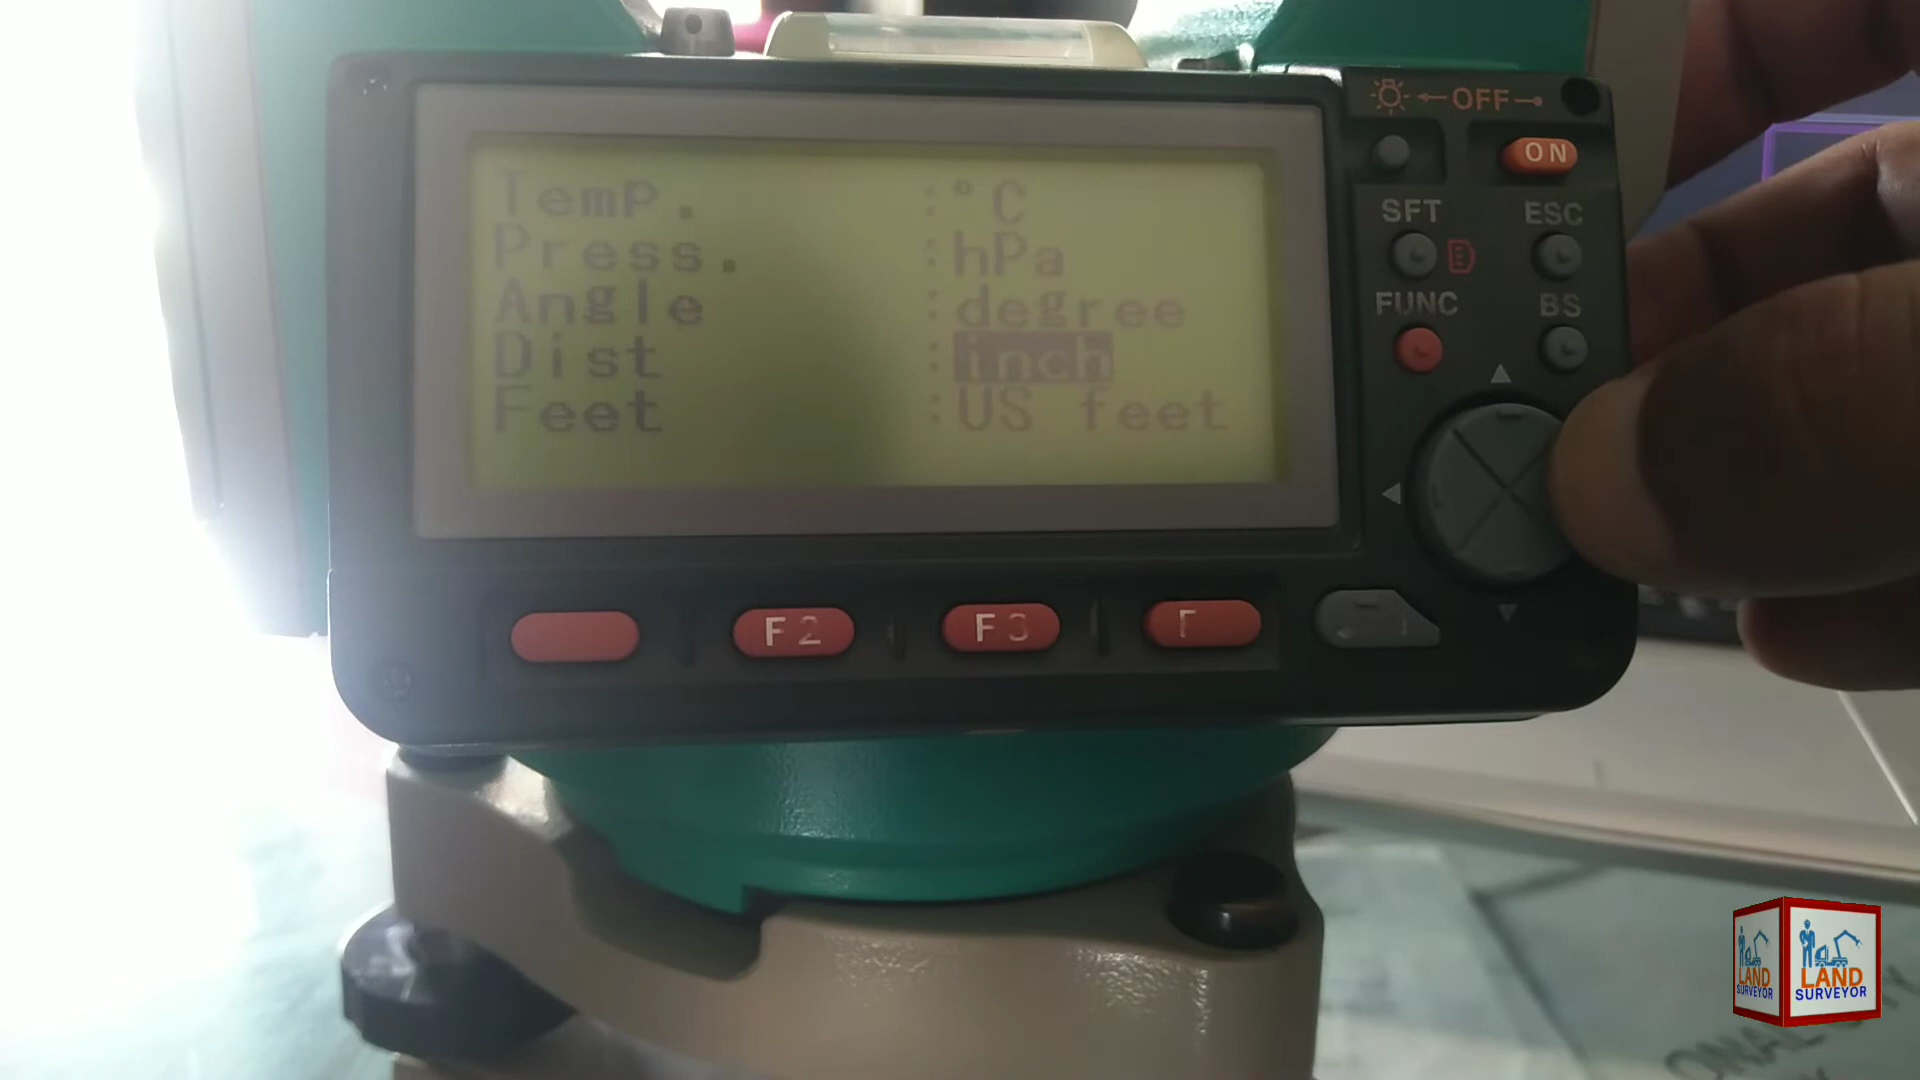 Temp. :°C
Press. :hPa
Angle :degree
Dist :inch
Feet :US feet
OFF
ON
SFT ESC
FUNC BS
F2 F3
LAND SURVEYOR
LAND SURVEYOR